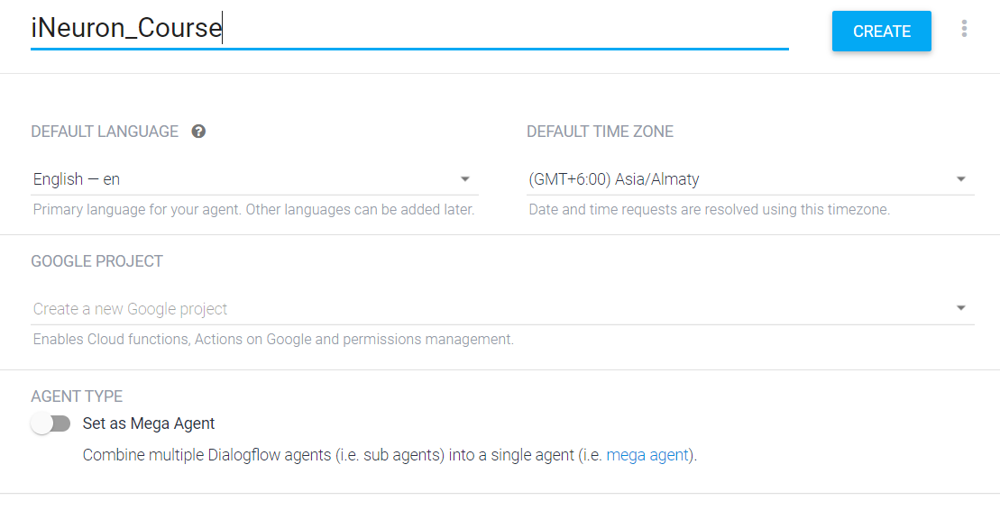 iNeuron_Course
CREATE
DEFAULT LANGUAGE
DEFAULT TIME ZONE
English — en
(GMT+6:00) Asia/Almaty
Primary language for your agent. Other languages can be added later.
Date and time requests are resolved using this timezone.
GOOGLE PROJECT
Create a new Google project
Enables Cloud functions, Actions on Google and permissions management.
AGENT TYPE
Set as Mega Agent
Combine multiple Dialogflow agents (i.e. sub agents) into a single agent (i.e. mega agent).